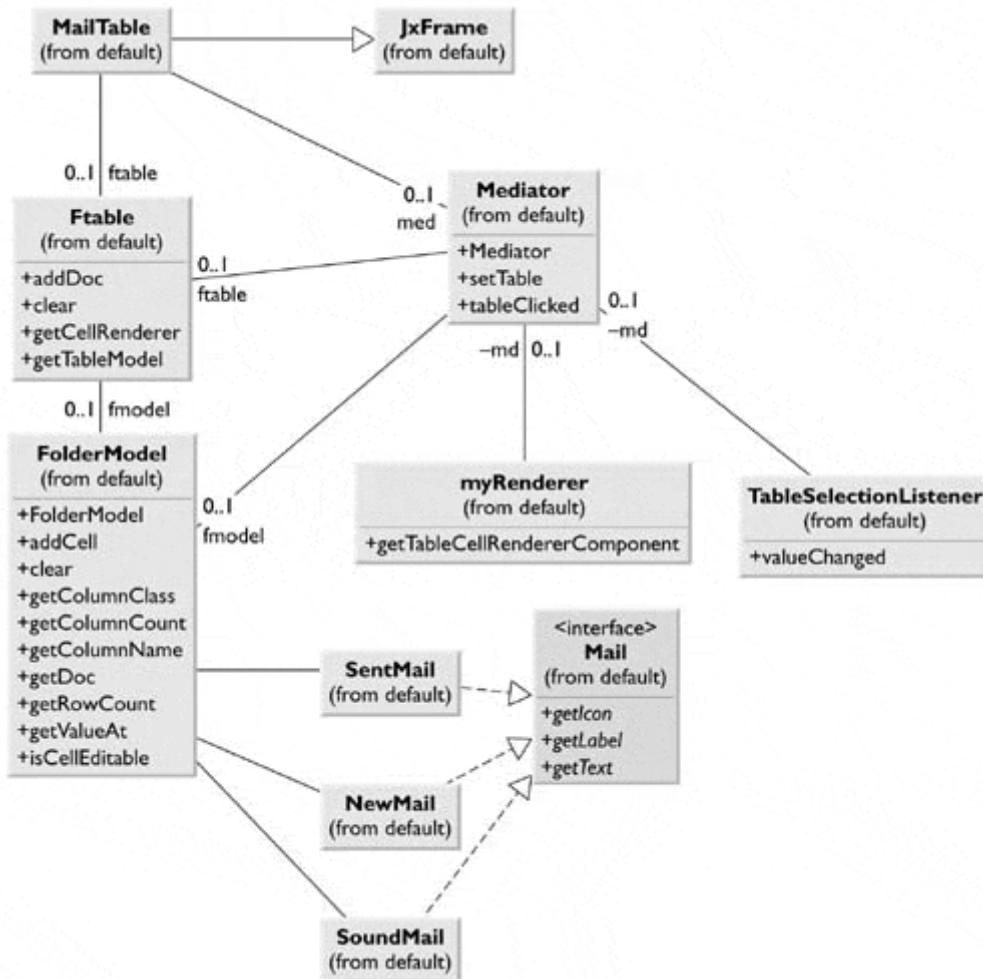 MailTable
(from default)
JxFrame
(from default)
0..1 ftable
0..1
med
Mediator
(from default)
+Mediator
+setTable
+tableClicked
Ftable
(from default)
+addDoc
+clear
+getCellRenderer
+getTableModel
0..1
ftable
0..1
–md
–md 0..1
0..1 fmodel
FolderModel
(from default)
+FolderModel
+addCell
+clear
+getColumnClass
+getColumnCount
+getColumnName
+getDoc
+getRowCount
+getValueAt
+isCellEditable
0..1
fmodel
myRenderer
(from default)
+getTableCellRendererComponent
TableSelectionListener
(from default)
+valueChanged
SentMail
(from default)
<interface>
Mail
(from default)
+getIcon
+getLabel
+getText
NewMail
(from default)
SoundMail
(from default)